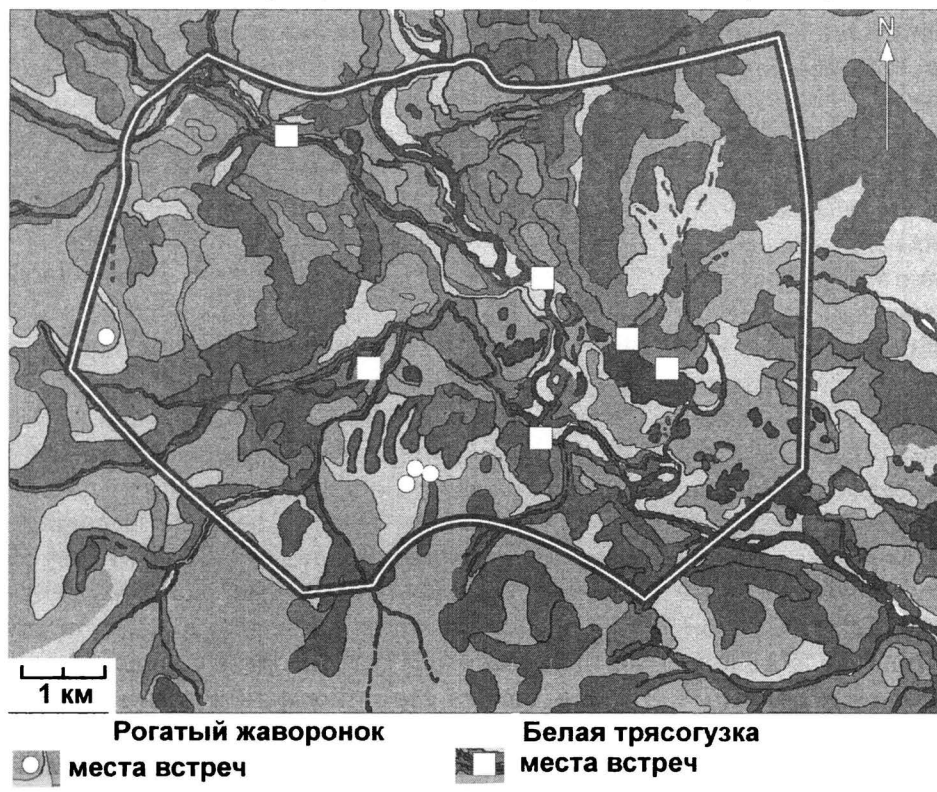 N
1 км
Рогатый жаворонок
места встреч
Белая трясогузка
места встреч